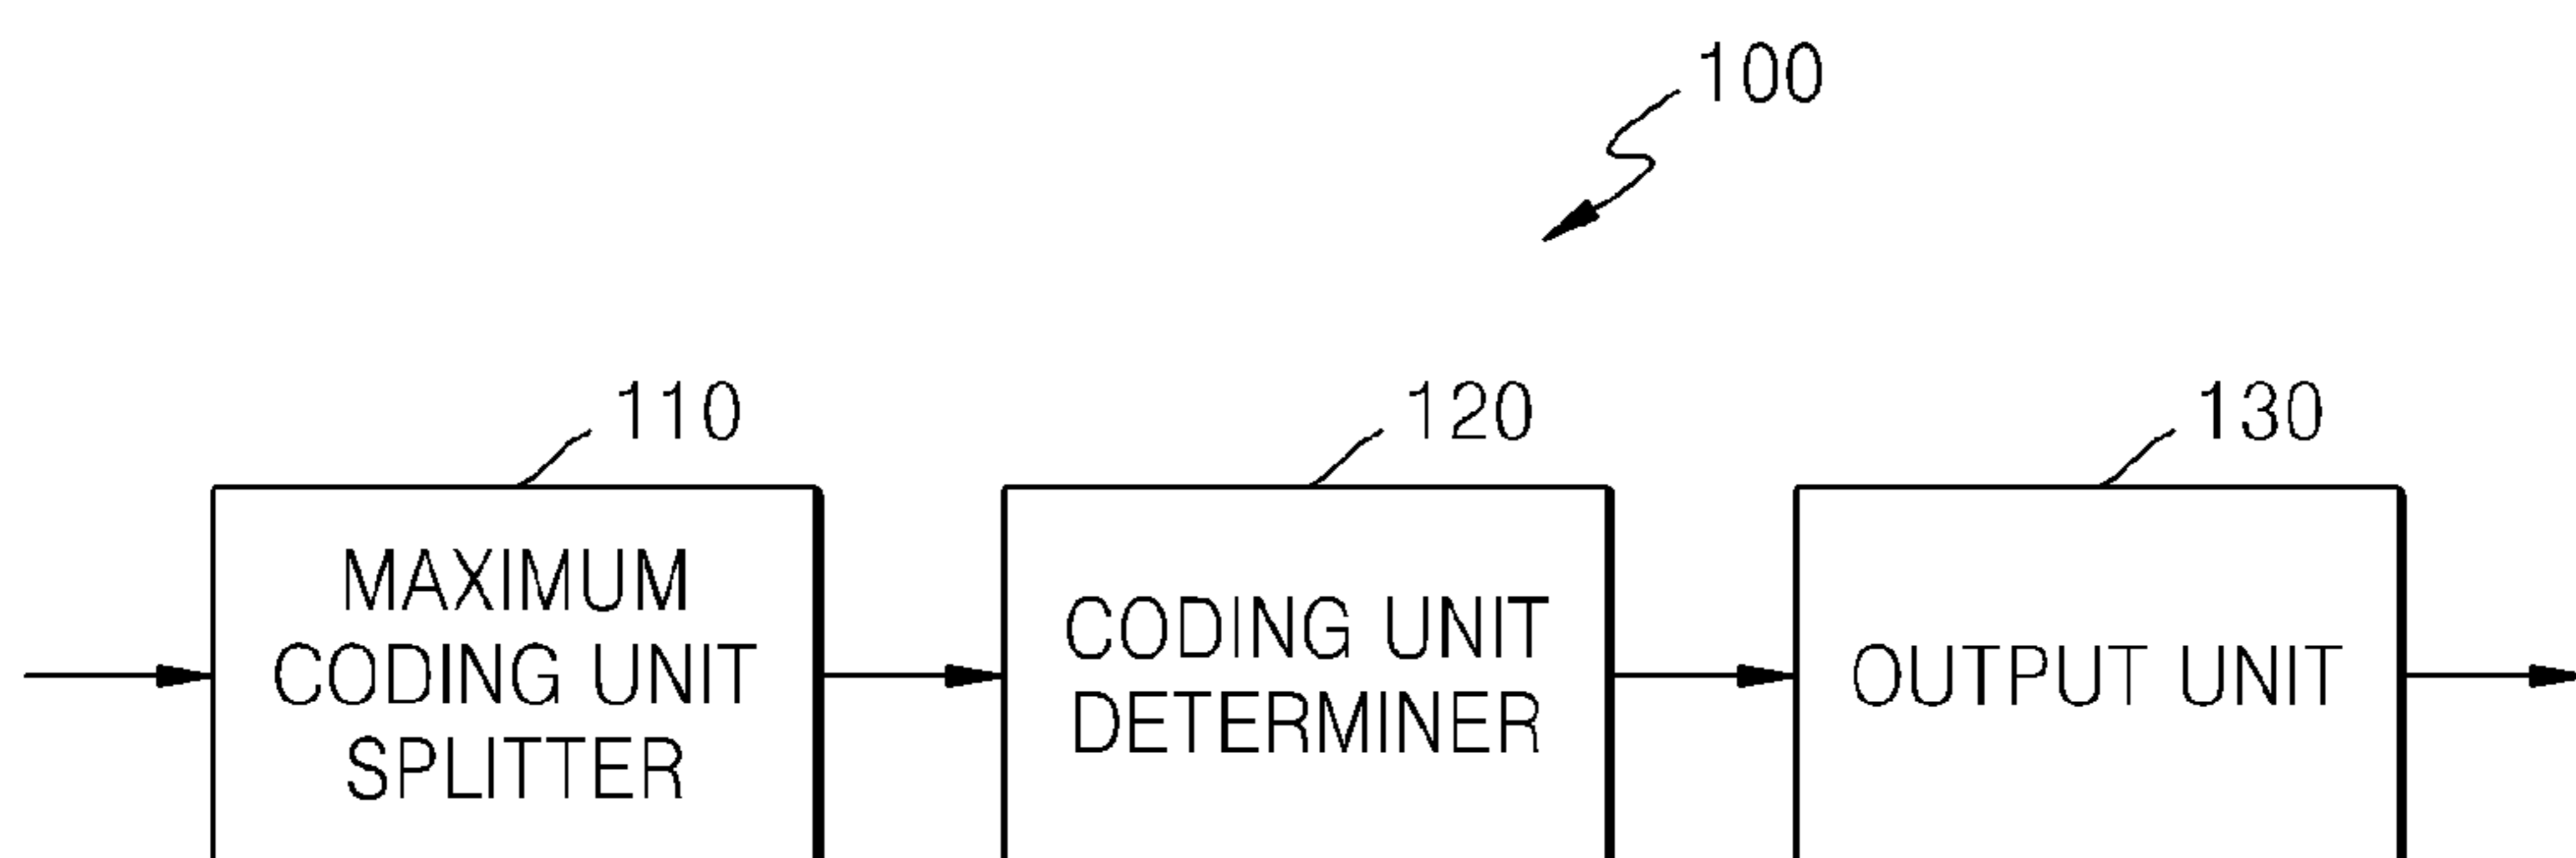 100
110
120
130
MAXIMUM
CODING UNIT
SPLITTER
CODING UNIT
DETERMINER
OUTPUT UNIT